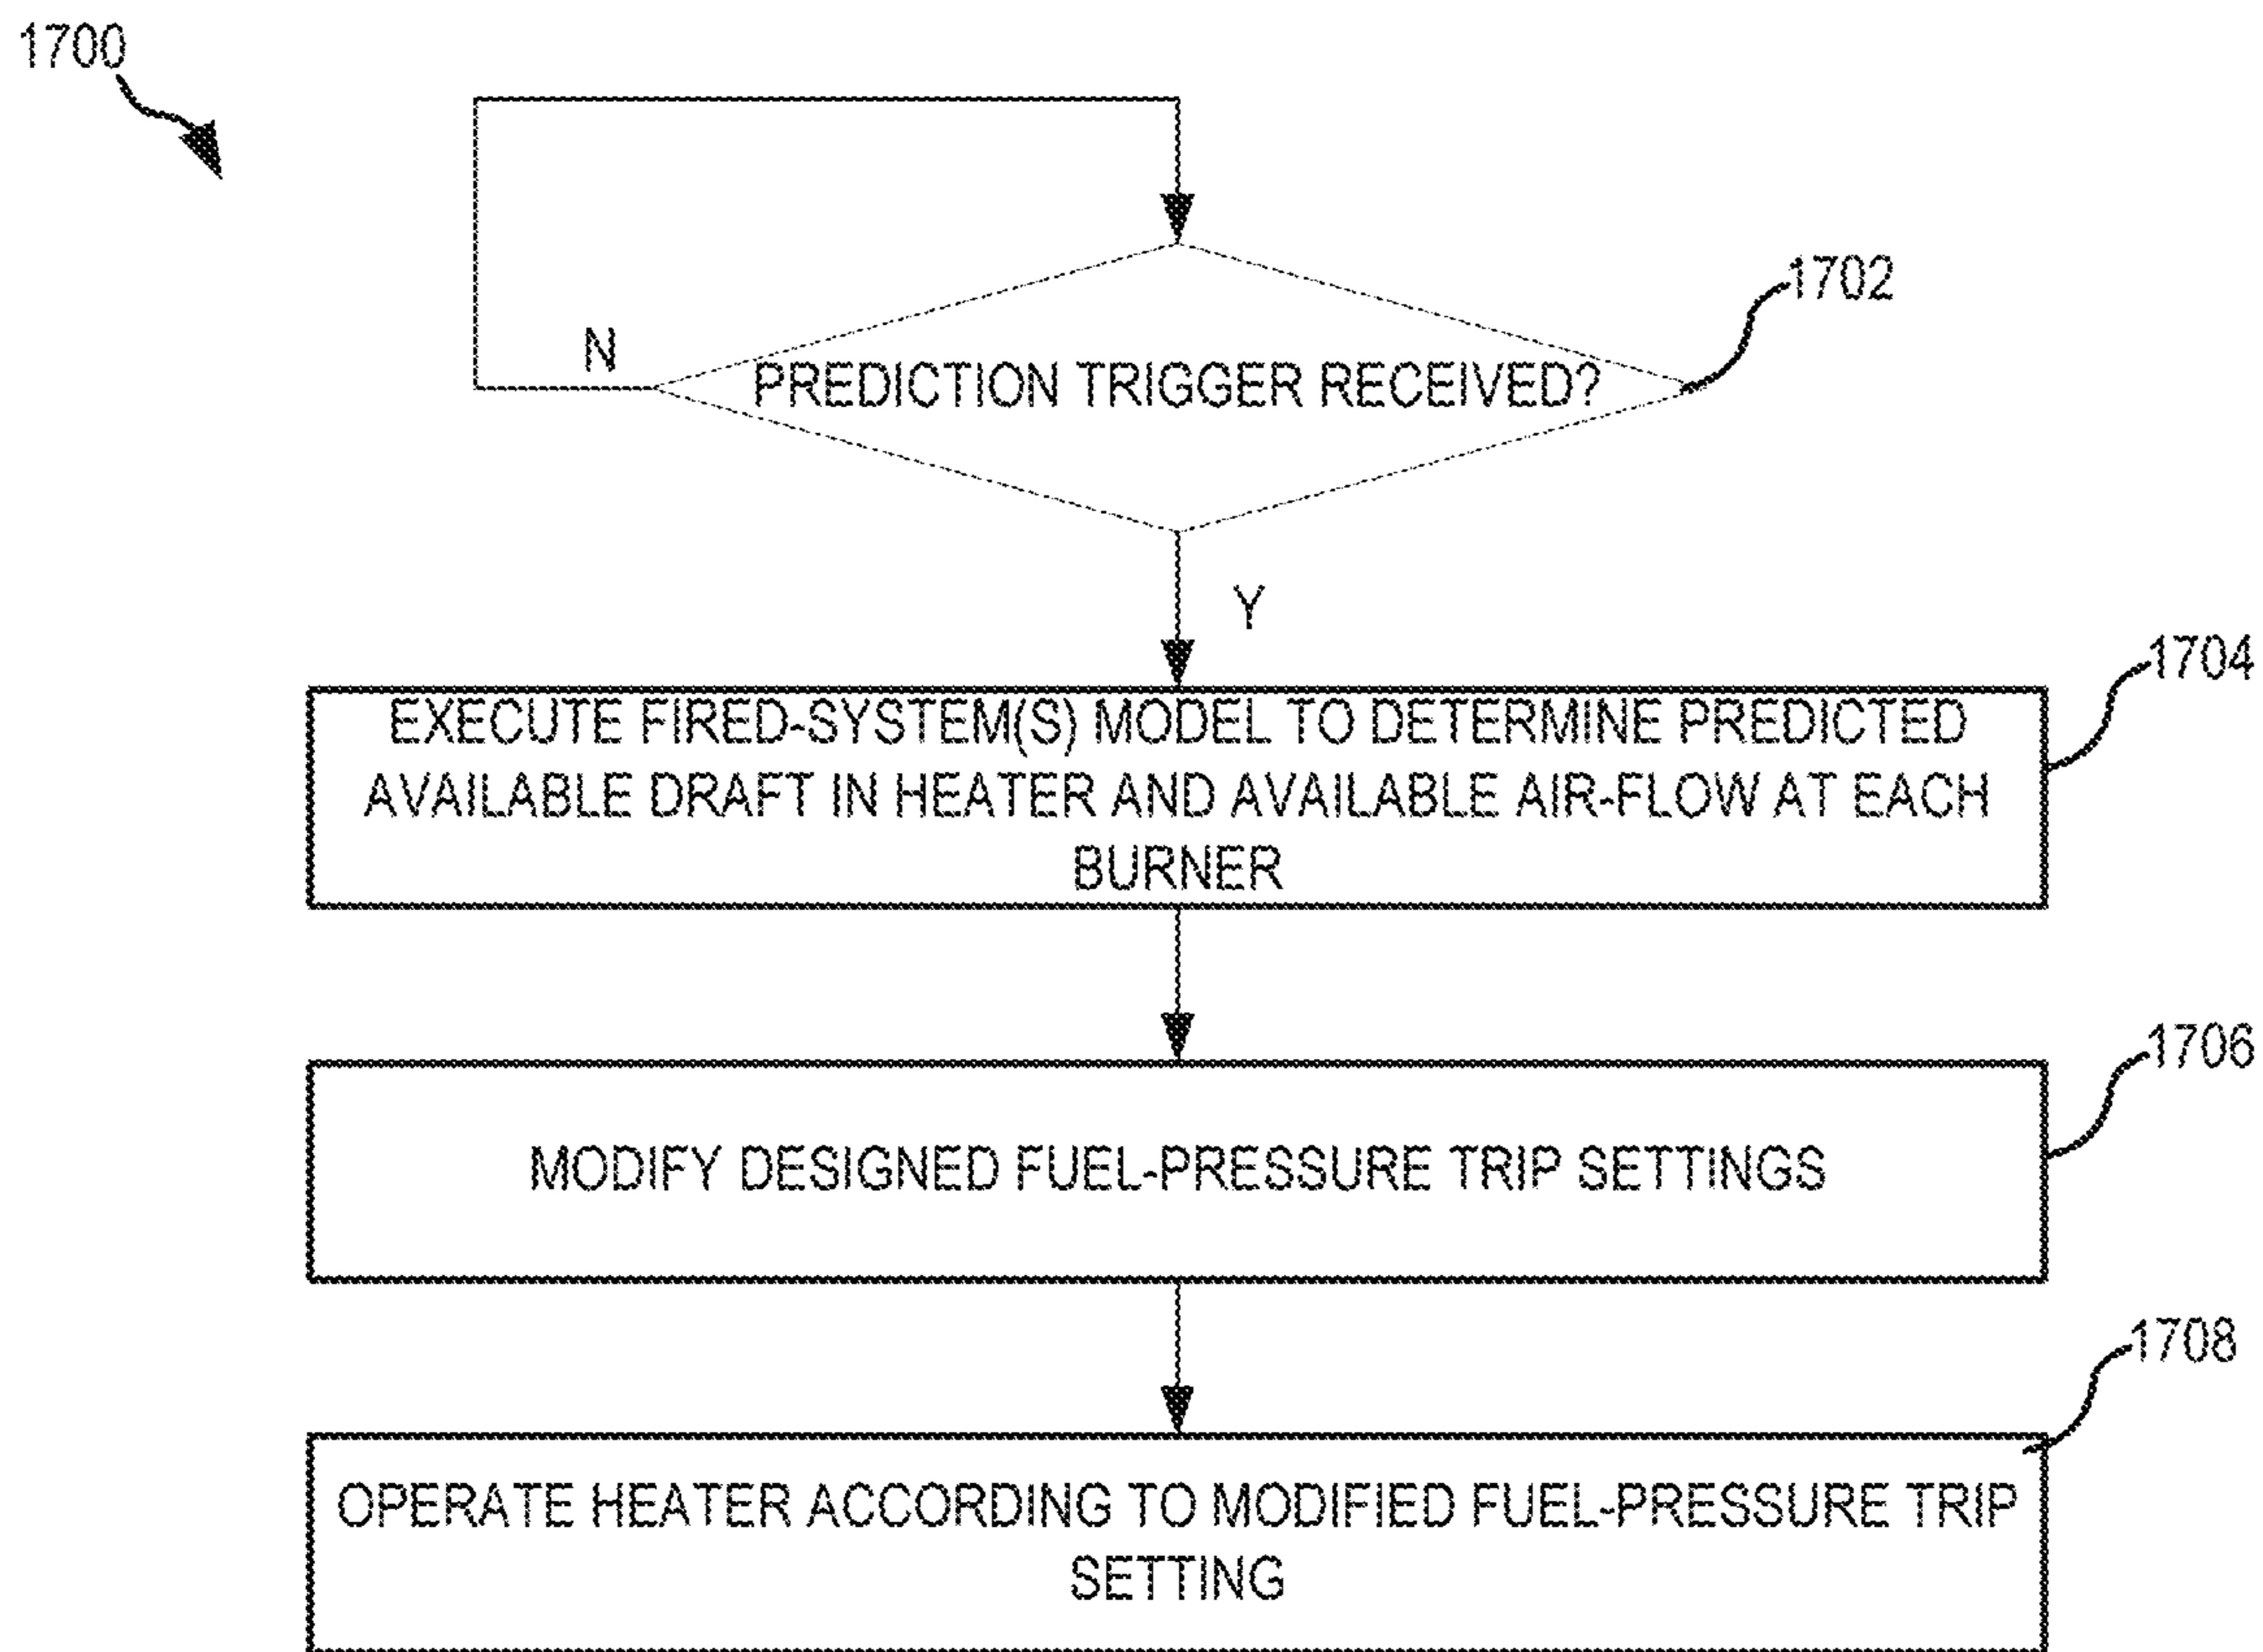 1700
1702
N
PREDICTION TRIGGER RECEIVED?
Y
1704
EXECUTE FIRED-SYSTEM(S) MODEL TO DETERMINE PREDICTED
AVAILABLE DRAFT IN HEATER AND AVAILABLE AIR-FLOW AT EACH
BURNER
1706
MODIFY DESIGNED FUEL-PRESSURE TRIP SETTINGS
1708
OPERATE HEATER ACCORDING TO MODIFIED FUEL-PRESSURE TRIP
SETTING